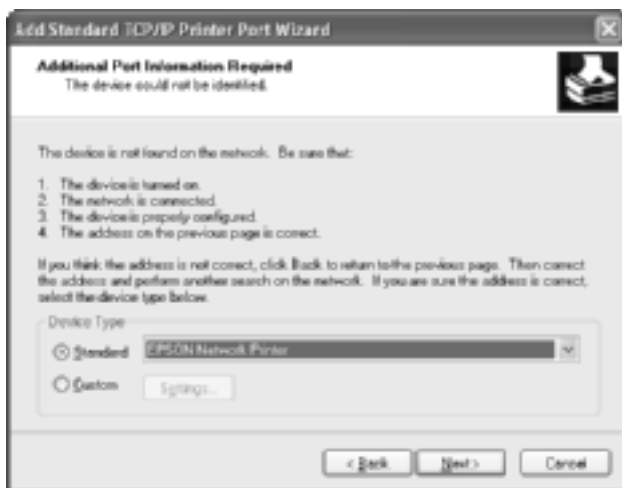 Add Standard TCP/IP Printer Port Wizard
Additional Port Information Required
The device could not be identified.
The device is not found on the network. Be sure that:
1. The device is turned on.
2. The network is connected.
3. The device is properly configured.
4. The address on the previous page is correct.
If you think the address is not correct, click Back to return to the previous page. Then correct
the address and perform another search on the network. If you are sure the address is correct,
select the device type below.
Device Type
Standard
EPSON Network Printer
Custom
Settings...
< Back
Next >
Cancel